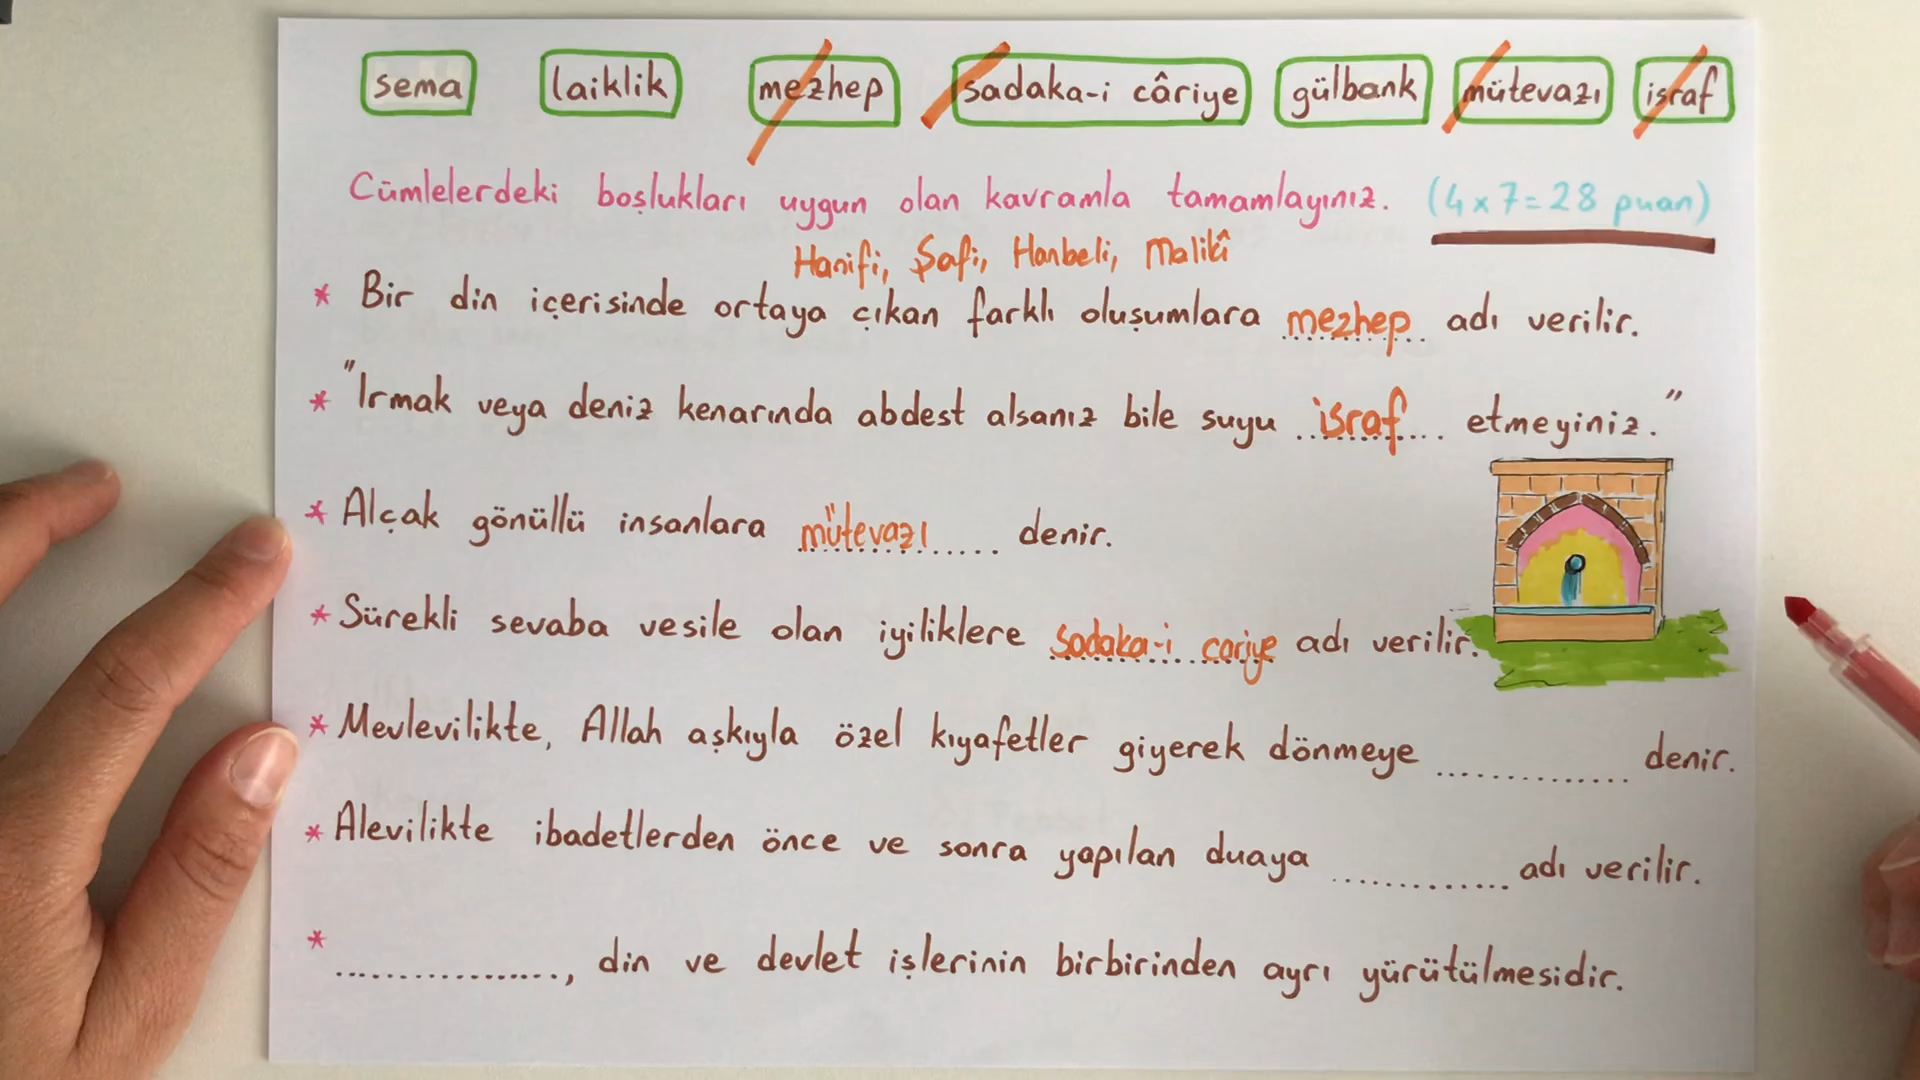 sema laiklik mezhep sadaka-i câriye gülbank mütevazı israf
Cümlelerdeki boşlukları uygun olan kavramla tamamlayınız. (4x7=28 puan)
Hanifi, Şafi, Hanbeli, Malikî
* Bir din içerisinde ortaya çıkan farklı oluşumlara mezhep adı verilir.
* "Irmak veya deniz kenarında abdest alsanız bile suyu israf etmeyiniz."
* Alçak gönüllü insanlara mütevazı ..... denir.
* Sürekli sevaba vesile olan iyiliklere sadaka-i cariye adı verilir.
* Mevlevilikte, Allah aşkıyla özel kıyafetler giyerek dönmeye ............... denir.
* Alevilikte ibadetlerden önce ve sonra yapılan duaya ............. adı verilir.
* ................., din ve devlet işlerinin birbirinden ayrı yürütülmesidir.